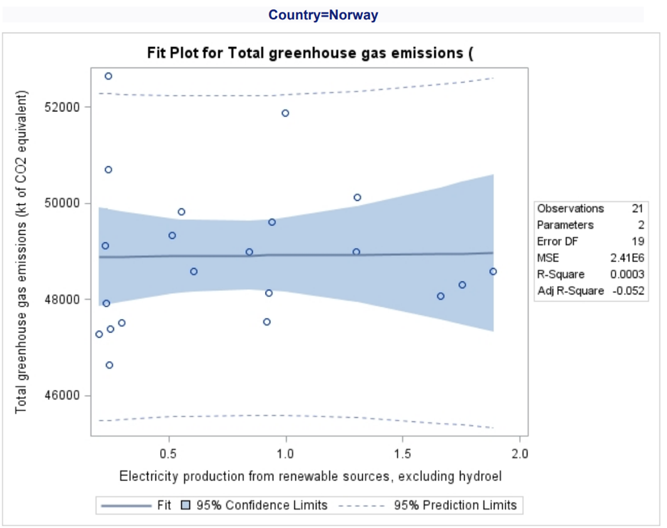 Country=Norway
Fit Plot for Total greenhouse gas emissions (
Total greenhouse gas emissions (kt of CO2 equivalent)
52000
50000
48000
46000
0.5 1.0 1.5 2.0
Electricity production from renewable sources, excluding hydroel
Fit 95% Confidence Limits 95% Prediction Limits
Observations 21
Parameters 2
Error DF 19
MSE 2.41E6
R-Square 0.0003
Adj R-Square -0.052